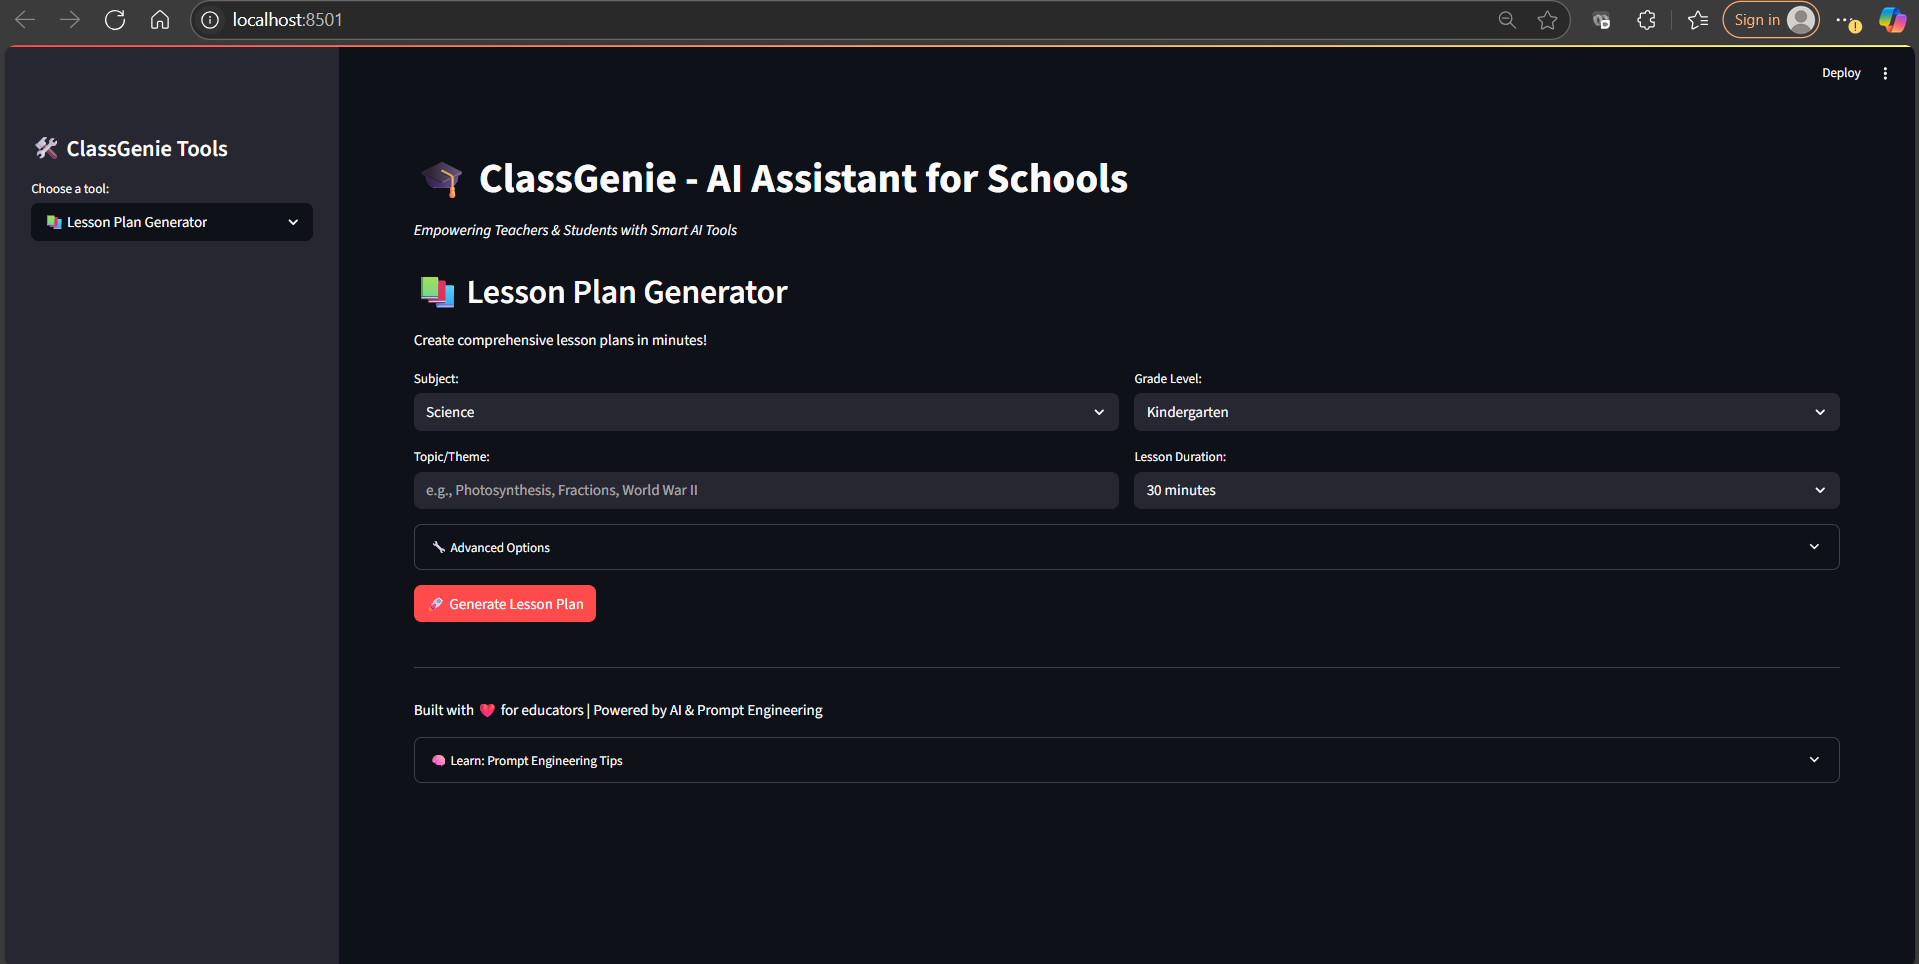 localhost:8501
Sign in
Deploy
ClassGenie Tools
Choose a tool:
Lesson Plan Generator
ClassGenie - AI Assistant for Schools
Empowering Teachers & Students with Smart AI Tools
Lesson Plan Generator
Create comprehensive lesson plans in minutes!
Subject:
Science
Grade Level:
Kindergarten
Topic/Theme:
e.g., Photosynthesis, Fractions, World War II
Lesson Duration:
30 minutes
Advanced Options
Generate Lesson Plan
Built with ❤️ for educators | Powered by AI & Prompt Engineering
Learn: Prompt Engineering Tips